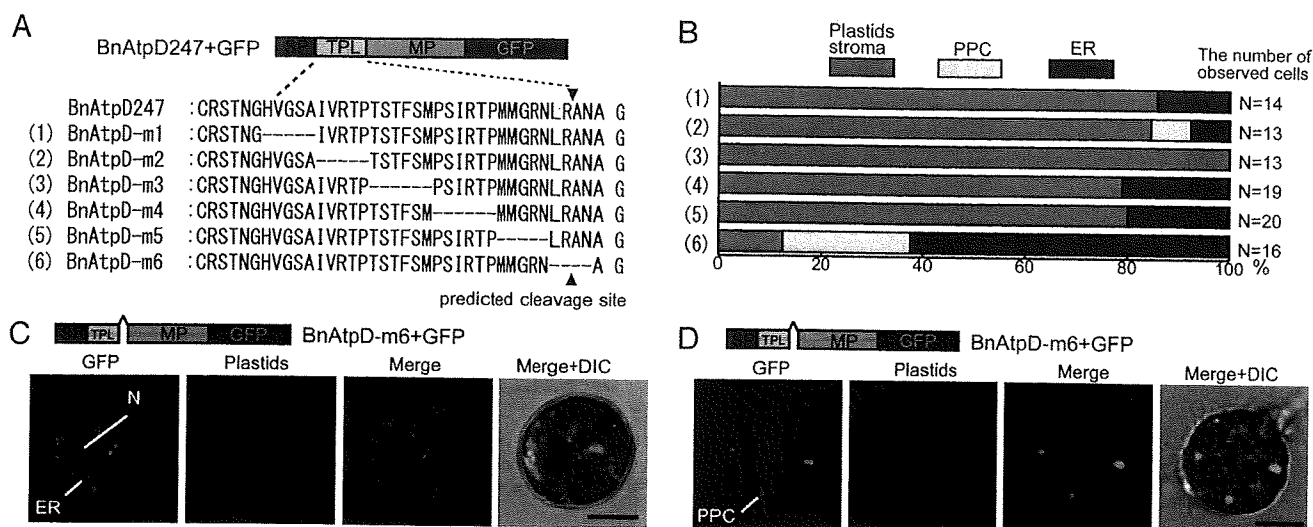 A
BnAtpD247+GFP
SP TPL MP GFP
BnAtpD247 :CRSTNGHVGSAIVRTPTSTFSMPSIRTPMMGRNLRANA G
(1) BnAtpD-m1 :CRSTNG-----IVRTPTSTFSMPSIRTPMMGRNLRANA G
(2) BnAtpD-m2 :CRSTNGHVGSA-----TSTFSMPSIRTPMMGRNLRANA G
(3) BnAtpD-m3 :CRSTNGHVGSAIVRTP------PSIRTPMMGRNLRANA G
(4) BnAtpD-m4 :CRSTNGHVGSAIVRTPTSTFSM------MMGRNLRANA G
(5) BnAtpD-m5 :CRSTNGHVGSAIVRTPTSTFSMPSIRTP-----LRANA G
(6) BnAtpD-m6 :CRSTNGHVGSAIVRTPTSTFSMPSIRTPMMGRN----A G
predicted cleavage site
B
Plastids stroma
PPC
ER
The number of observed cells
(1) N=14
(2) N=13
(3) N=13
(4) N=19
(5) N=20
(6) N=16
0 20 40 60 80 100 %
C
SP TPL MP GFP BnAtpD-m6+GFP
GFP Plastids Merge Merge+DIC
N
ER
D
SP TPL MP GFP BnAtpD-m6+GFP
GFP Plastids Merge Merge+DIC
PPC